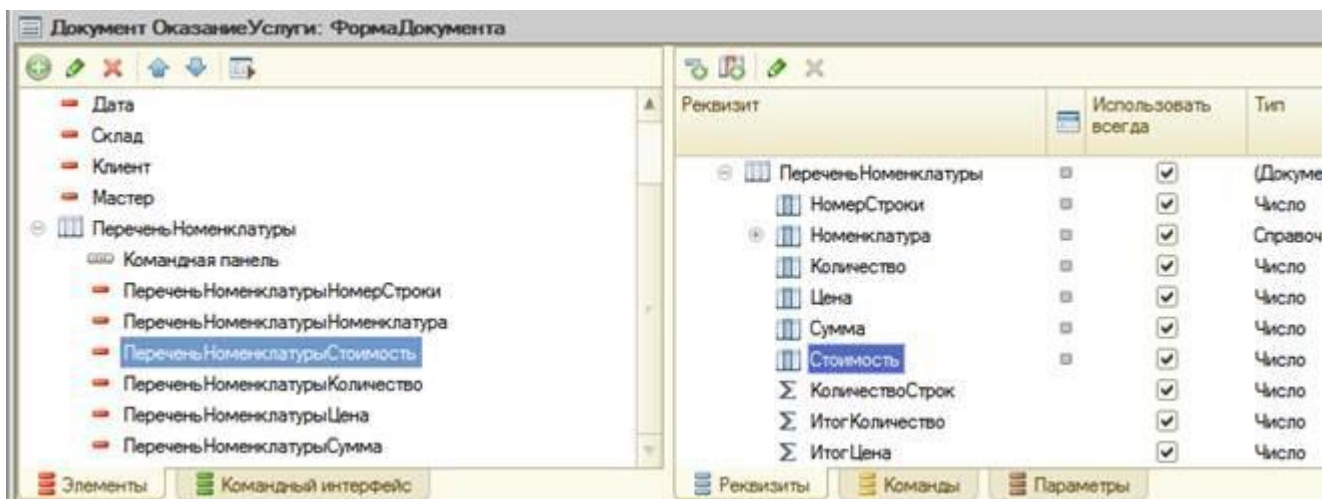 Документ ОказаниеУслуги: ФормаДокумента
Дата
Склад
Клиент
Мастер
ПереченьНоменклатуры
Командная панель
ПереченьНоменклатурыНомерСтроки
ПереченьНоменклатурыНоменклатура
ПереченьНоменклатурыСтоимость
ПереченьНоменклатурыКоличество
ПереченьНоменклатурыЦена
ПереченьНоменклатурыСумма
Элементы Командный интерфейс
Реквизит Использовать всегда Тип
ПереченьНоменклатуры (Докуме
НомерСтроки Число
Номенклатура Справоч
Количество Число
Цена Число
Сумма Число
Стоимость Число
КоличествоСтрок Число
ИтогКоличество Число
ИтогЦена Число
Реквизиты Команды Параметры